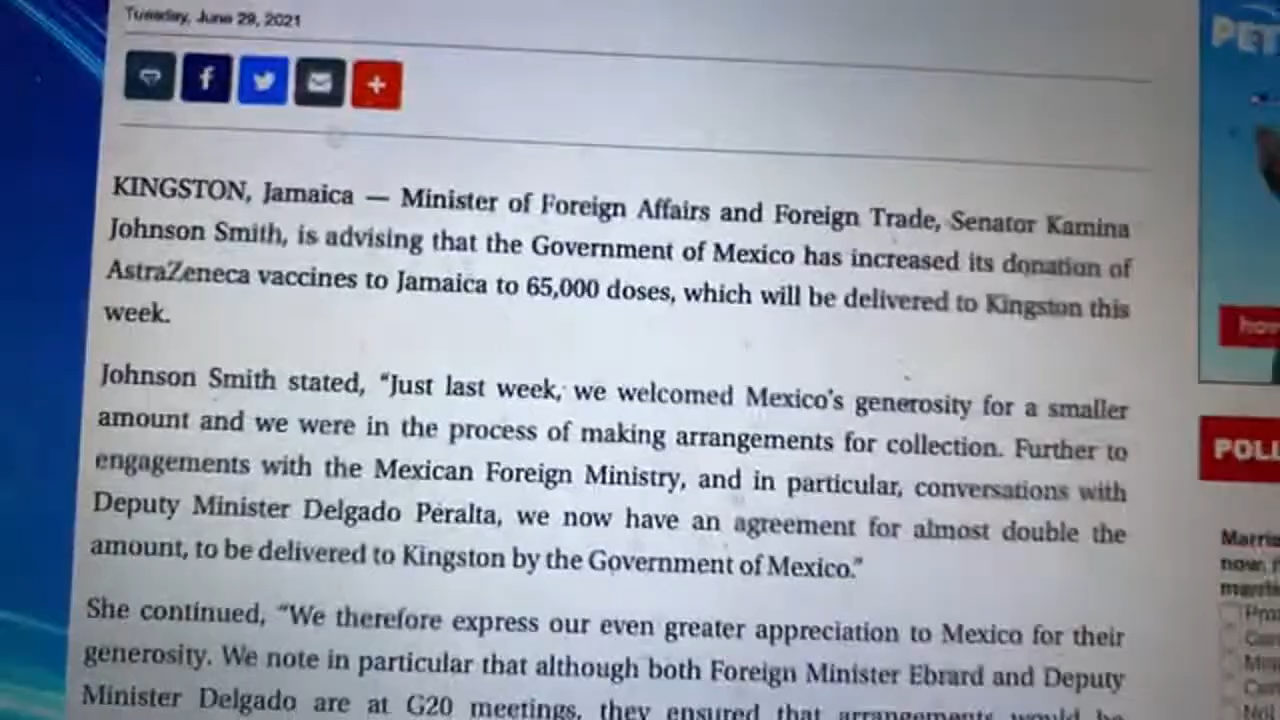 Tuesday, June 29, 2021
KINGSTON, Jamaica — Minister of Foreign Affairs and Foreign Trade, Senator Kamina
Johnson Smith, is advising that the Government of Mexico has increased its donation of
AstraZeneca vaccines to Jamaica to 65,000 doses, which will be delivered to Kingston this
week.
Johnson Smith stated, “Just last week, we welcomed Mexico's generosity for a smaller
amount and we were in the process of making arrangements for collection. Further to
engagements with the Mexican Foreign Ministry, and in particular, conversations with
Deputy Minister Delgado Peralta, we now have an agreement for almost double the
amount, to be delivered to Kingston by the Government of Mexico.”
She continued, “We therefore express our even greater appreciation to Mexico for their
generosity. We note in particular that although both Foreign Minister Ebrard and Deputy
Minister Delgado are at G20 meetings, they ensured that arrangements would be
PET
POLL
now,